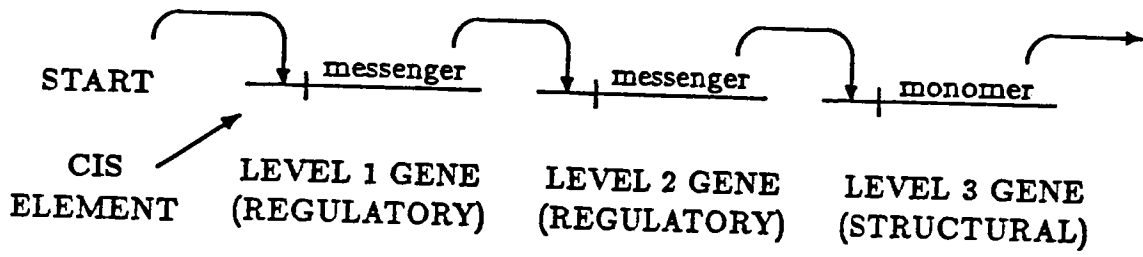 START
messenger
messenger
monomer
CIS
ELEMENT
LEVEL 1 GENE
(REGULATORY)
LEVEL 2 GENE
(REGULATORY)
LEVEL 3 GENE
(STRUCTURAL)